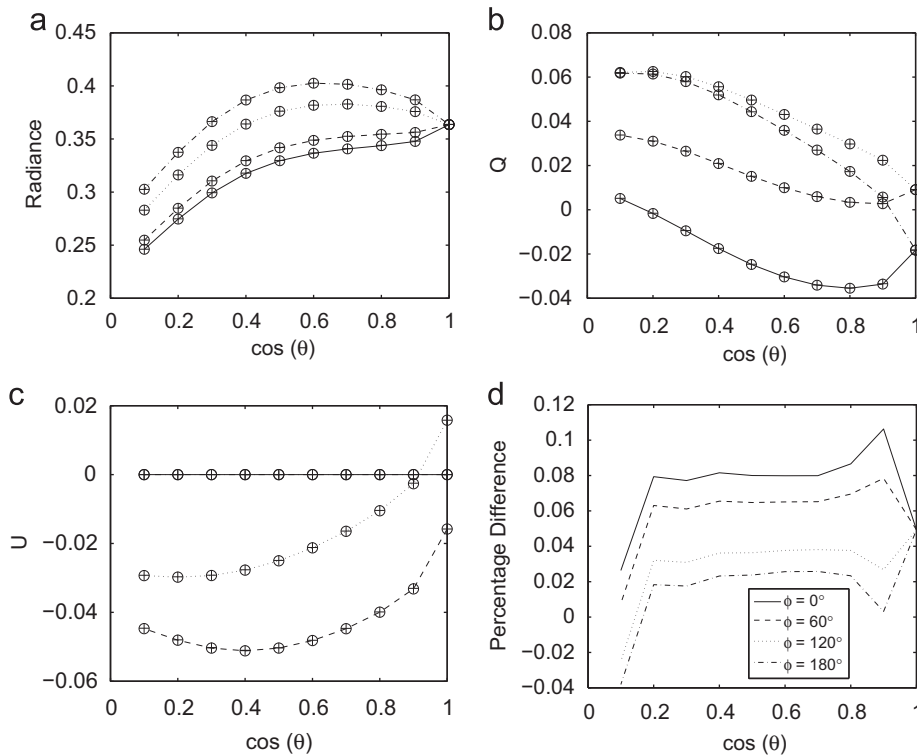 a
Radiance
0.45
0.4
0.35
0.3
0.25
0.2
0 0.2 0.4 0.6 0.8 1
cos (θ)
b
Q
0.08
0.06
0.04
0.02
0
−0.02
−0.04
0 0.2 0.4 0.6 0.8 1
cos (θ)
c
U
0.02
0
−0.02
−0.04
−0.06
0 0.2 0.4 0.6 0.8 1
cos (θ)
d
Percentage Difference
0.12
0.1
0.08
0.06
0.04
0.02
0
−0.02
−0.04
0 0.2 0.4 0.6 0.8 1
cos (θ)
ϕ = 0°
ϕ = 60°
ϕ = 120°
ϕ = 180°